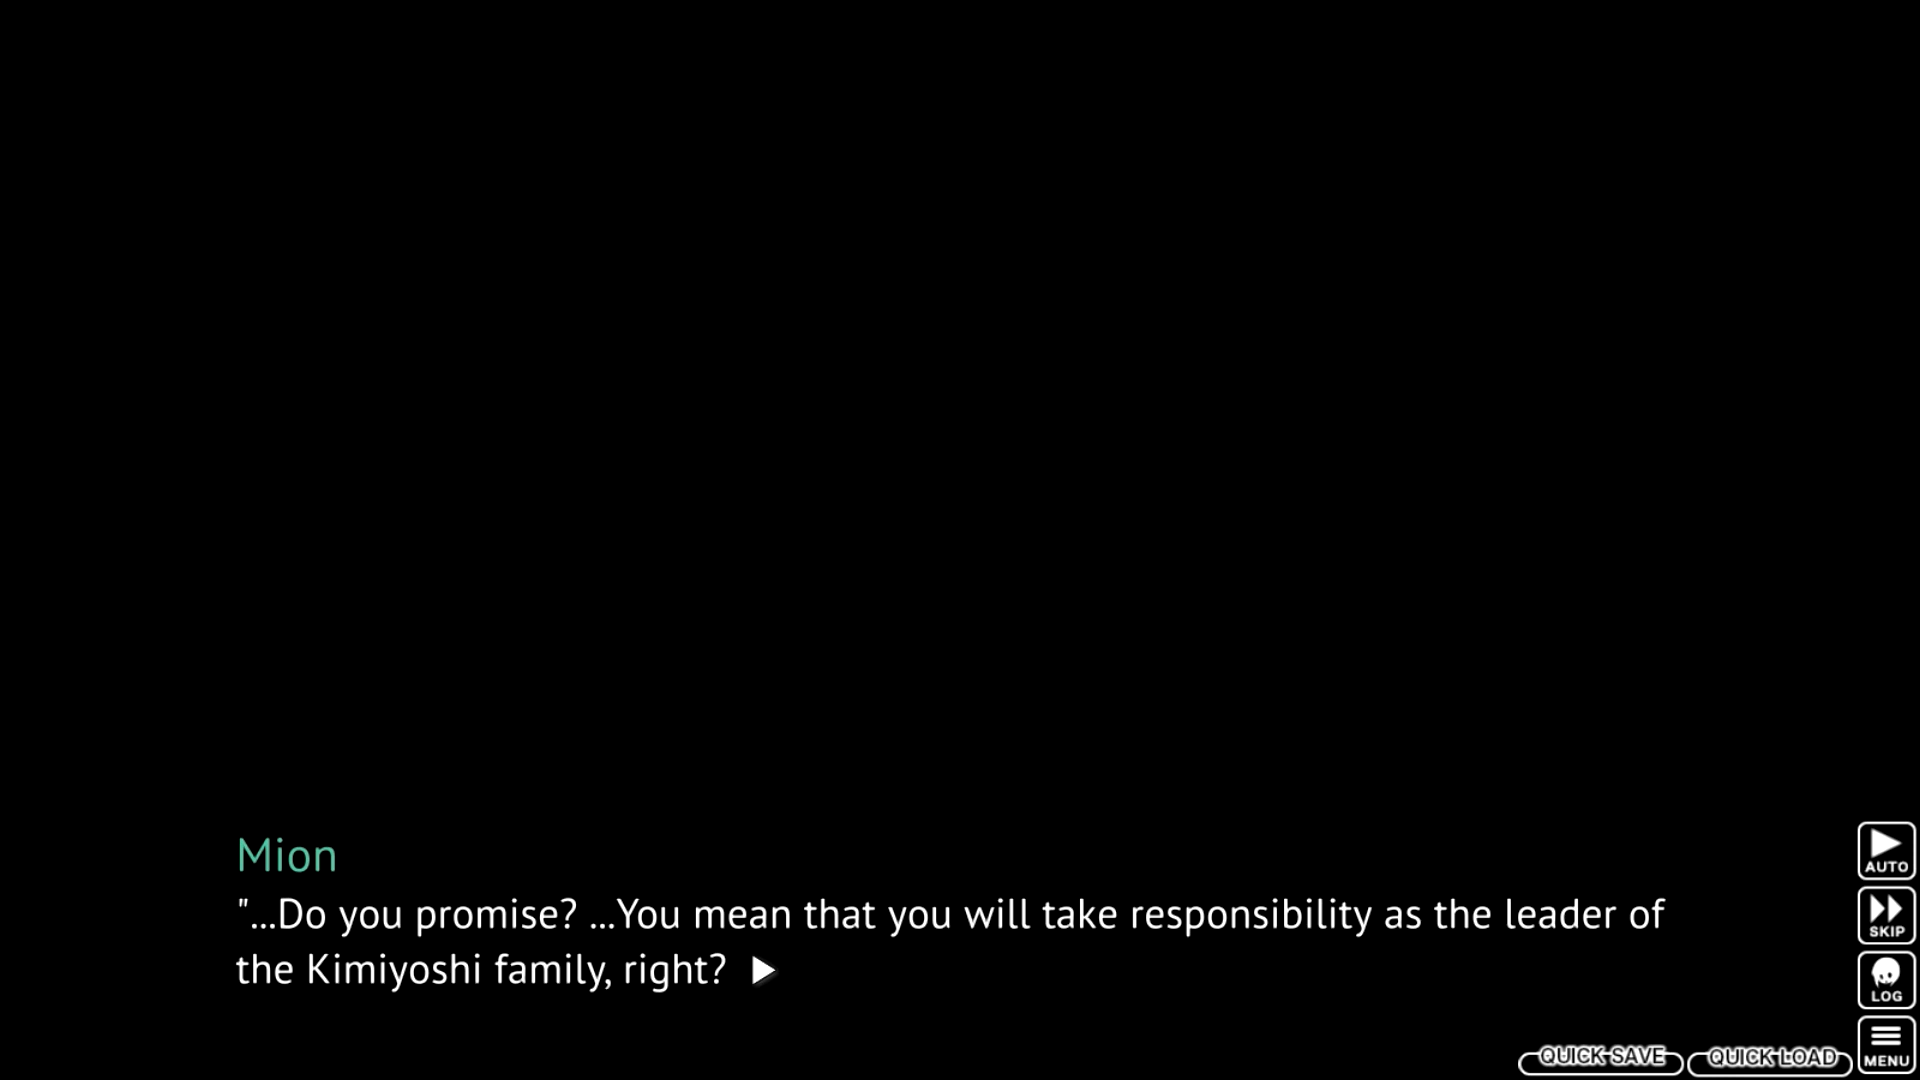 Mion
"...Do you promise? ...You mean that you will take responsibility as the leader of
the Kimiyoshi family, right?
AUTO
SKIP
LOG
MENU
QUICK SAVE
QUICK LOAD